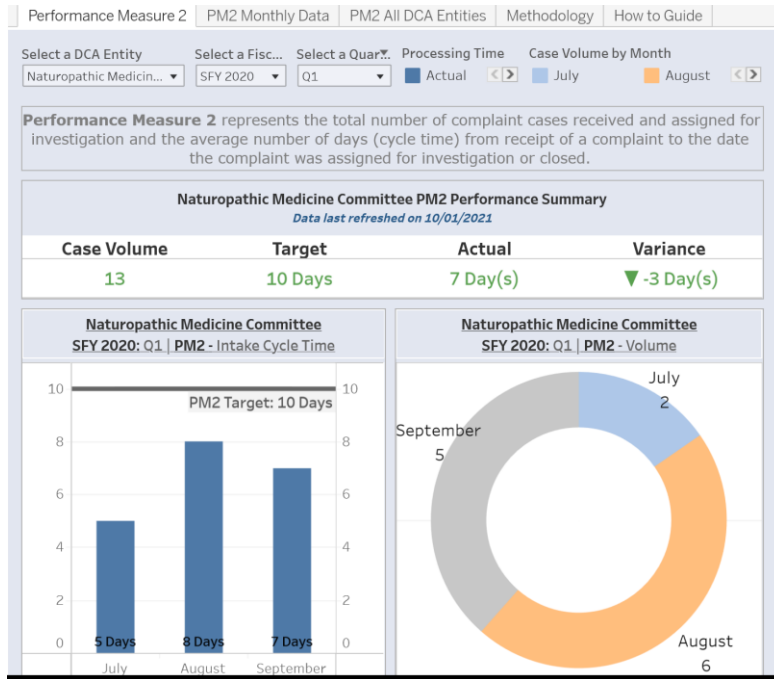 Performance Measure 2 PM2 Monthly Data PM2 All DCA Entities Methodology How to Guide
Select a DCA Entity Select a Fisc... Select a Quar... Processing Time Case Volume by Month
Naturopathic Medicin... SFY 2020 Q1 Actual July August
Performance Measure 2 represents the total number of complaint cases received and assigned for
investigation and the average number of days (cycle time) from receipt of a complaint to the date
the complaint was assigned for investigation or closed.
Naturopathic Medicine Committee PM2 Performance Summary
Data last refreshed on 10/01/2021
Case Volume Target Actual Variance
13 10 Days 7 Day(s) ▼ -3 Day(s)
Naturopathic Medicine Committee
SFY 2020: Q1 | PM2 - Intake Cycle Time
10 10
PM2 Target: 10 Days
8 8
6 6
4 4
2 2
0 5 Days 8 Days 7 Days 0
July August September
Naturopathic Medicine Committee
SFY 2020: Q1 | PM2 - Volume
July
2
September
5
August
6